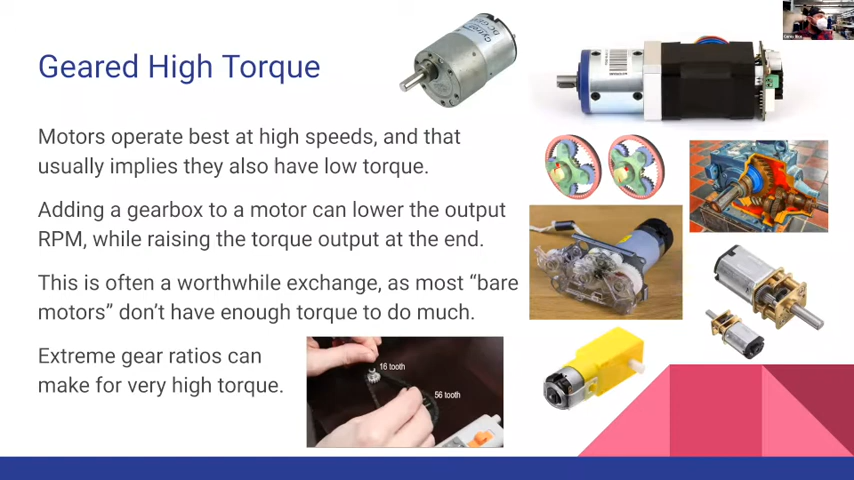 Geared High Torque
Motors operate best at high speeds, and that
usually implies they also have low torque.
Adding a gearbox to a motor can lower the output
RPM, while raising the torque output at the end.
This is often a worthwhile exchange, as most “bare
motors” don’t have enough torque to do much.
Extreme gear ratios can
make for very high torque.
16 tooth
56 tooth